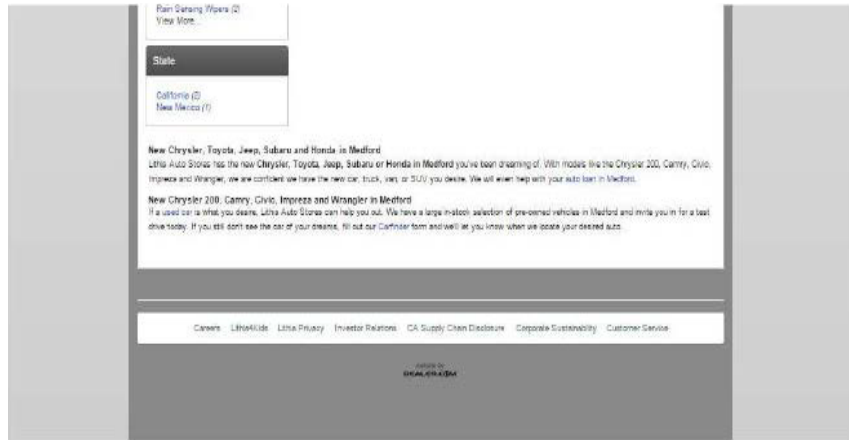 Rain Sensing Wipers (2)
View More...
State
California (2)
New Mexico (1)
New Chrysler, Toyota, Jeep, Subaru and Honda in Medford
Lithia Auto Stores has the new Chrysler, Toyota, Jeep, Subaru or Honda in Medford you've been dreaming of. With models like the Chrysler 200, Camry, Civic,
Impreza and Wrangler, we are confident we have the new car, truck, van, or SUV you desire. We will even help with your auto loan in Medford.
New Chrysler 200, Camry, Civic, Impreza and Wrangler in Medford
If a used car is what you desire, Lithia Auto Stores can help you out. We have a large in-stock selection of pre-owned vehicles in Medford and invite you in for a test
drive today. If you still don't see the car of your dreams, fill out our Carfinder form and we'll let you know when we locate your desired auto.
Careers Lithia4Kids Lithia Privacy Investor Relations CA Supply Chain Disclosure Corporate Sustainability Customer Service
DEALER.COM